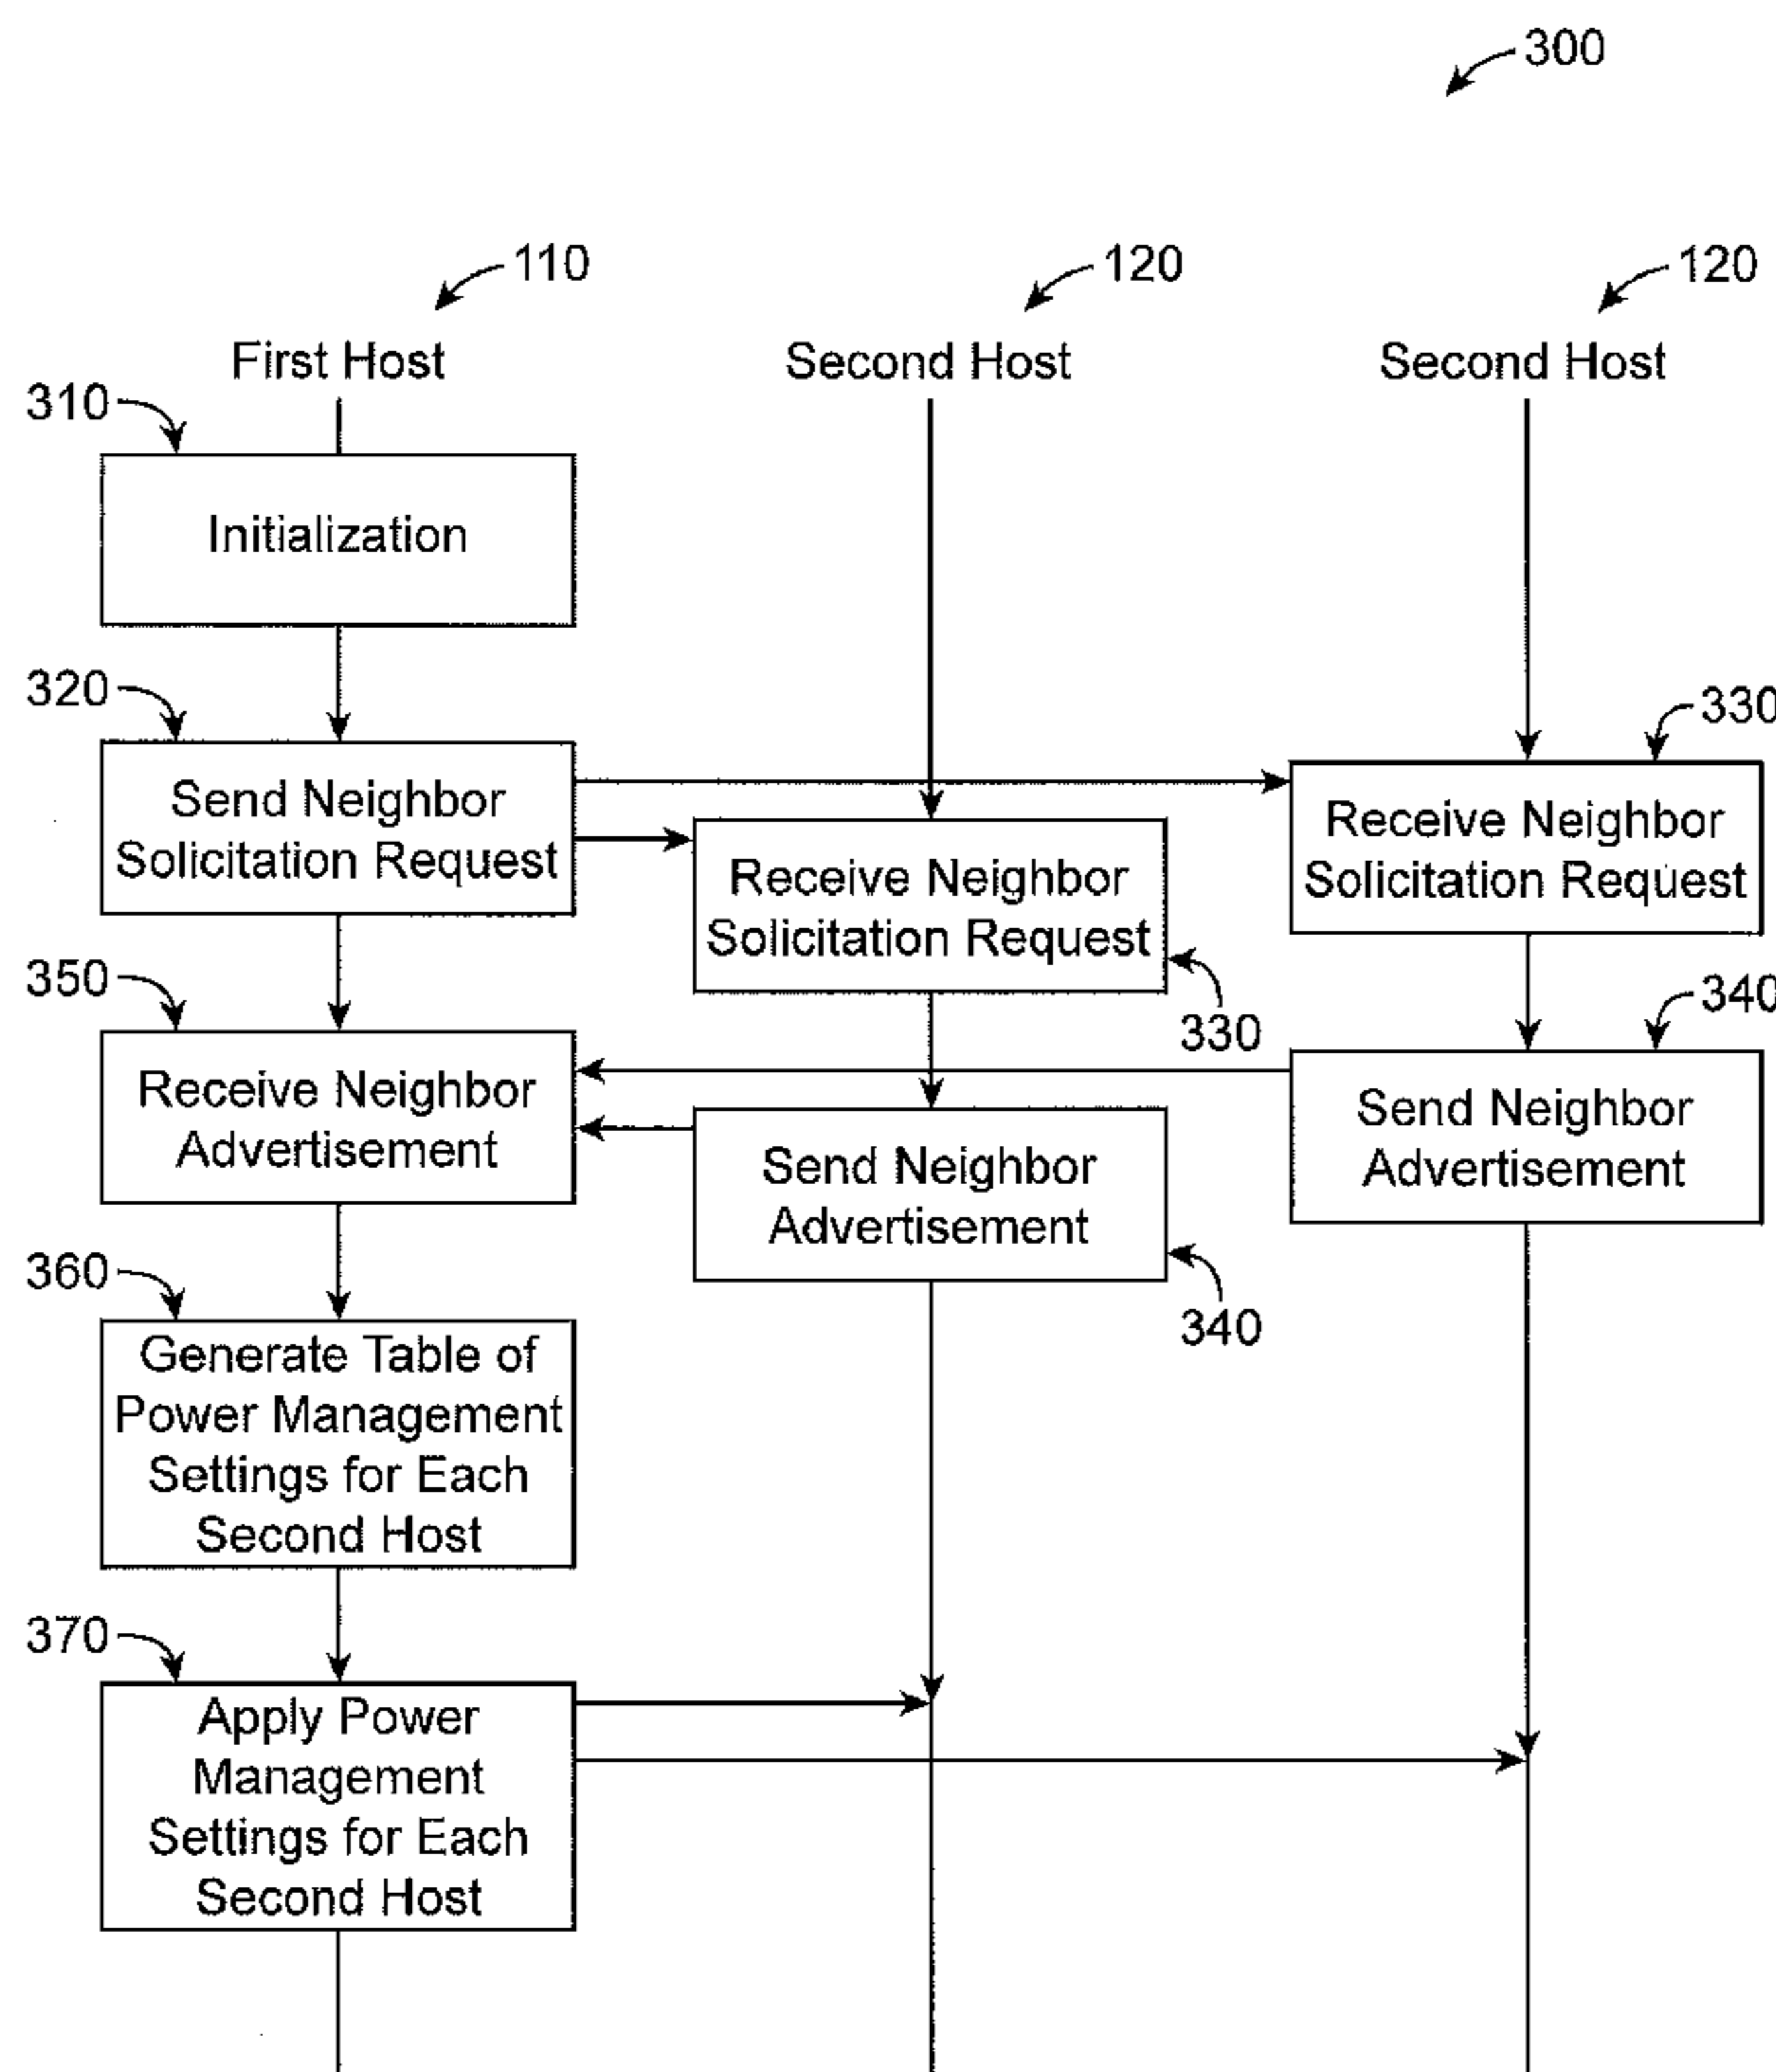 300
110
120
120
First Host
Second Host
Second Host
310
Initialization
320
330
Send Neighbor
Solicitation Request
Receive Neighbor
Solicitation Request
Receive Neighbor
Solicitation Request
350
340
330
Receive Neighbor
Advertisement
Send Neighbor
Advertisement
Send Neighbor
Advertisement
360
340
Generate Table of
Power Management
Settings for Each
Second Host
370
Apply Power
Management
Settings for Each
Second Host